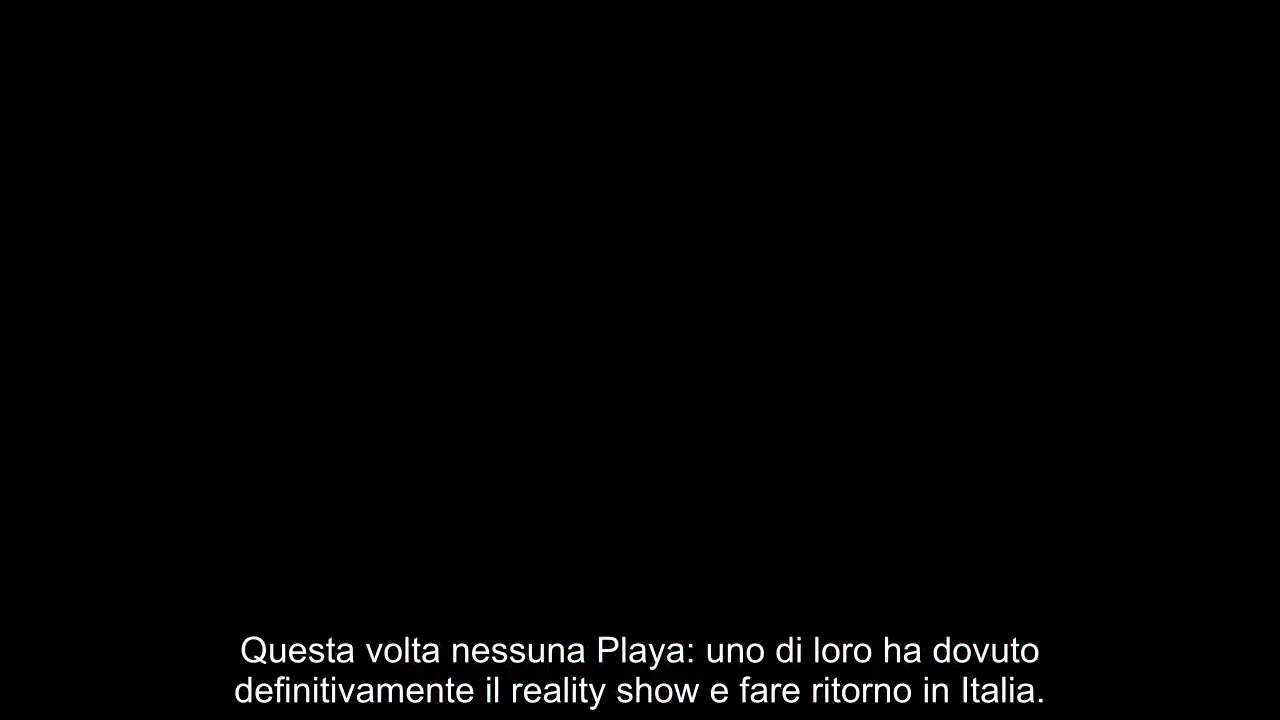 Questa volta nessuna Playa: uno di loro ha dovuto
definitivamente il reality show e fare ritorno in Italia.